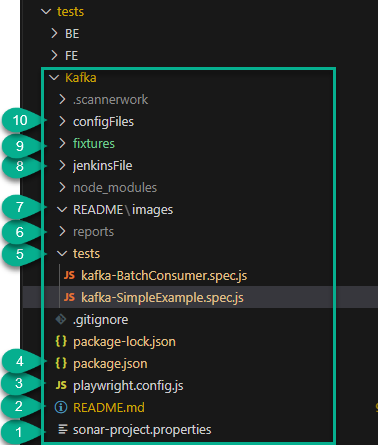 tests
BE
FE
Kafka
.scannerwork
10 configFiles
9 fixtures
8 jenkinsFile
node_modules
7 README\images
6 reports
5 tests
JS kafka-BatchConsumer.spec.js
JS kafka-SimpleExample.spec.js
.gitignore
{} package-lock.json
4 {} package.json
3 JS playwright.config.js
2 README.md
1 sonar-project.properties